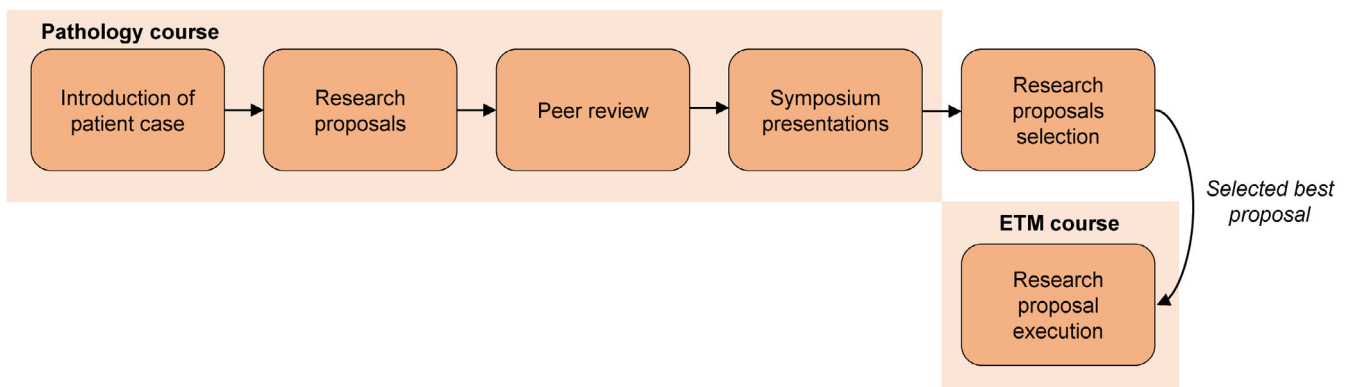 Pathology course
Introduction of
patient case
Research
proposals
Peer review
Symposium
presentations
Research
proposals
selection
Selected best
proposal
ETM course
Research
proposal
execution